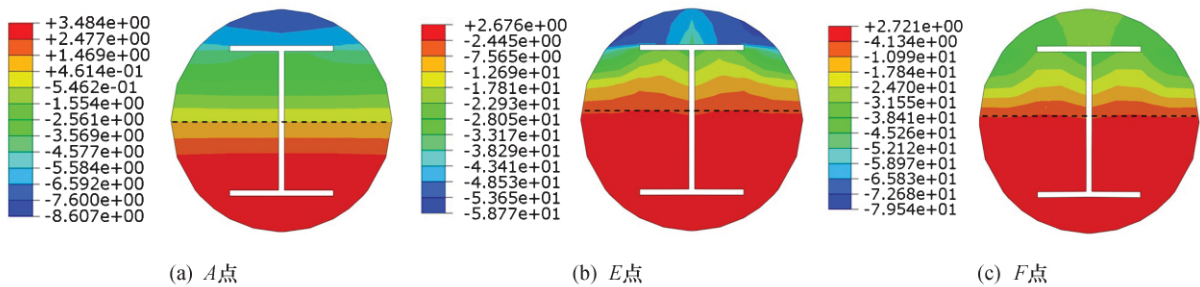 +3.484e+00
+2.477e+00
+1.469e+00
+4.614e-01
-5.462e-01
-1.554e+00
-2.561e+00
-3.569e+00
-4.577e+00
-5.584e+00
-6.592e+00
-7.600e+00
-8.607e+00
+2.676e+00
-2.445e+00
-7.565e+00
-1.269e+01
-1.781e+01
-2.293e+01
-2.805e+01
-3.317e+01
-3.829e+01
-4.341e+01
-4.853e+01
-5.365e+01
-5.877e+01
+2.721e+00
-4.134e+00
-1.099e+01
-1.784e+01
-2.470e+01
-3.155e+01
-3.841e+01
-4.526e+01
-5.212e+01
-5.897e+01
-6.583e+01
-7.268e+01
-7.954e+01
(a) A点
(b) E点
(c) F点